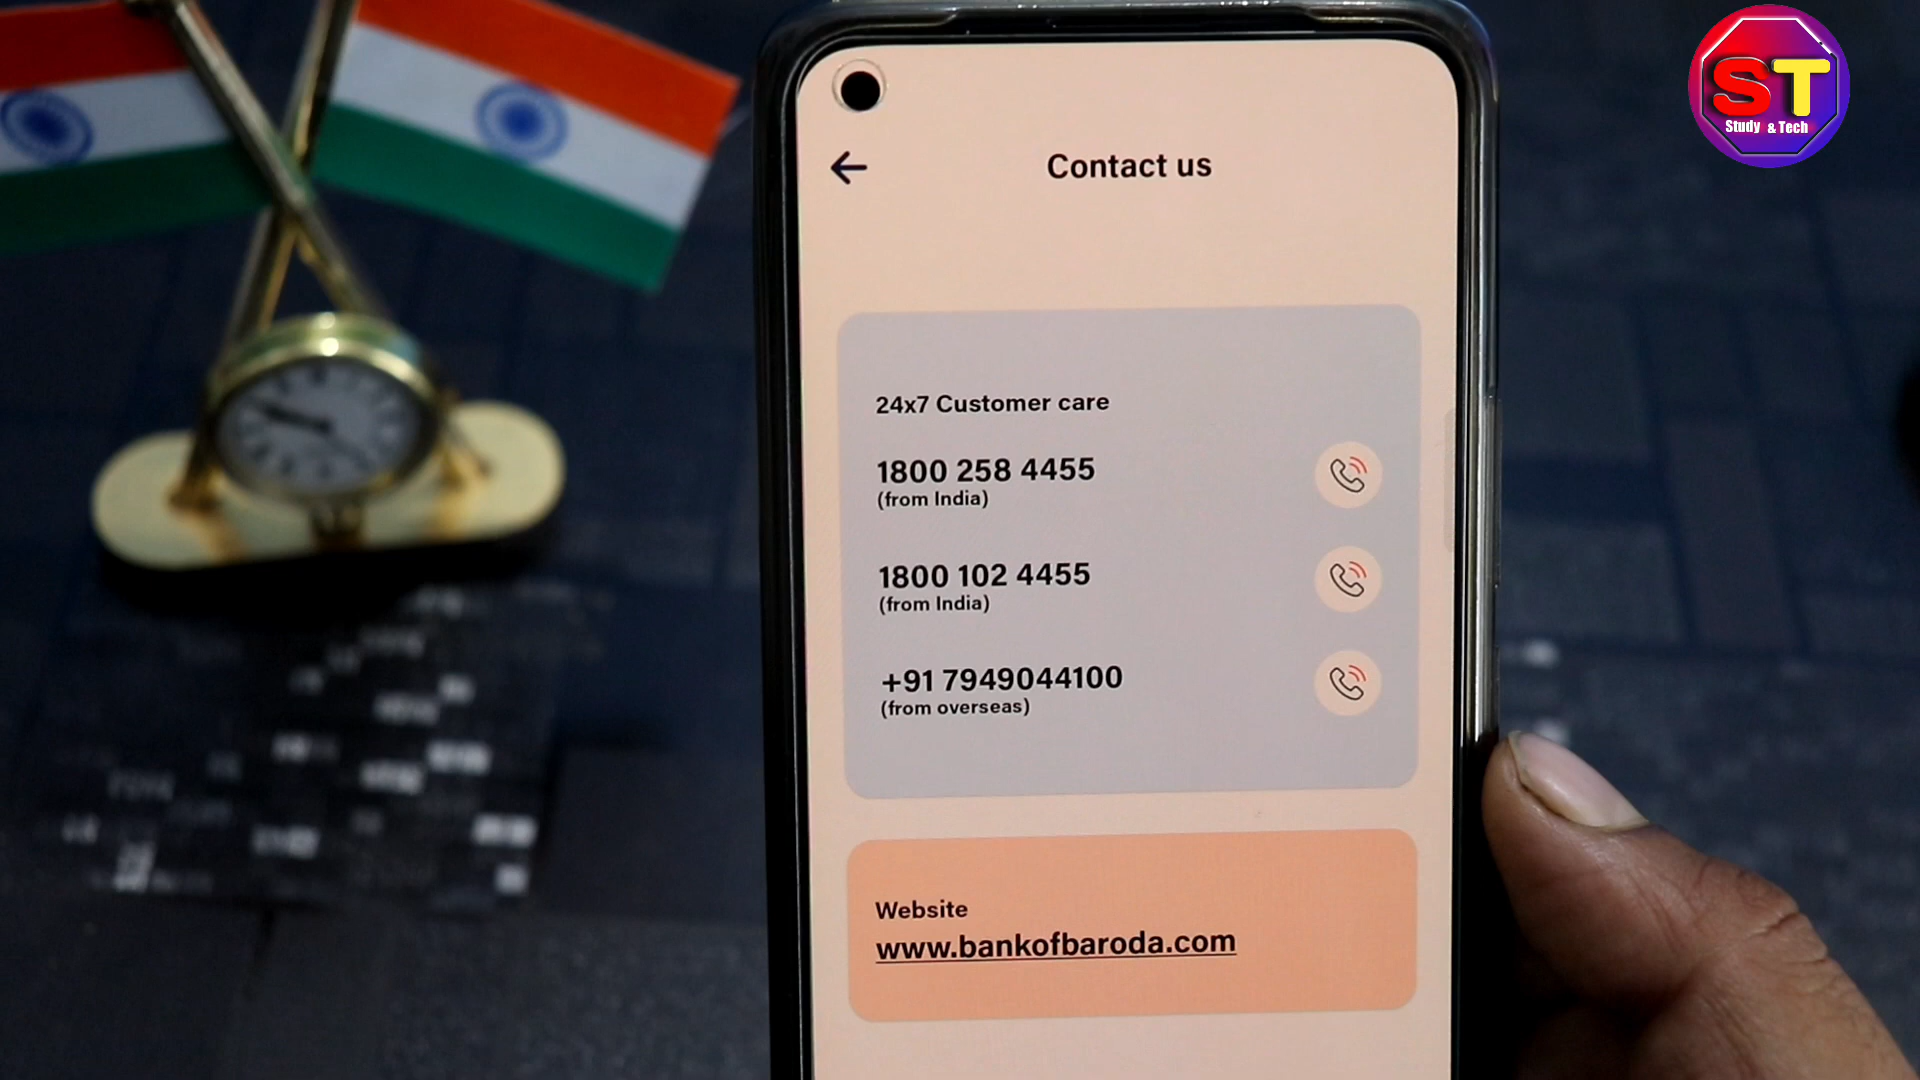 ST
Study & Tech
Contact us
24x7 Customer care
1800 258 4455
(from India)
1800 102 4455
(from India)
+91 7949044100
(from overseas)
Website
www.bankofbaroda.com